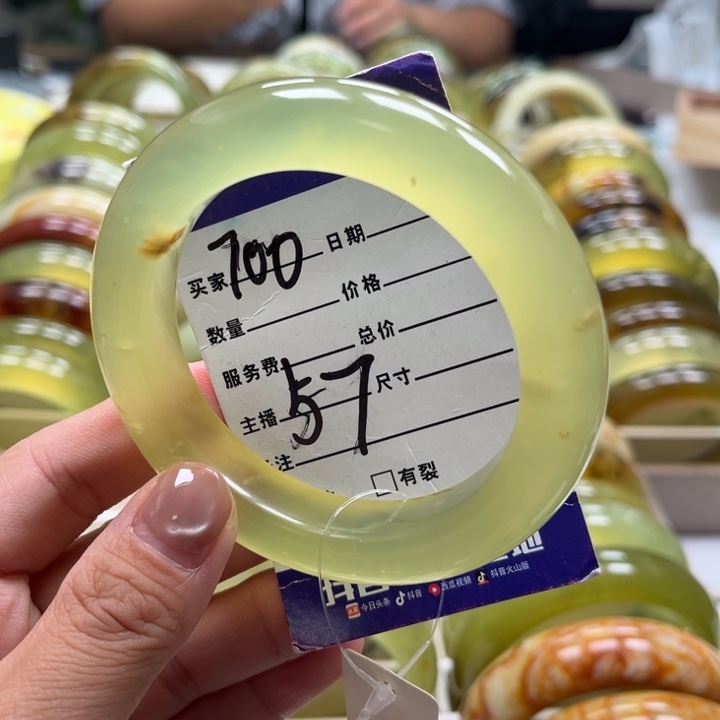 买家 700 日期
数量 价格
服务费 总价
主播 57 尺寸
注
□有裂
今日头条 抖音 西瓜视频 抖音火山版